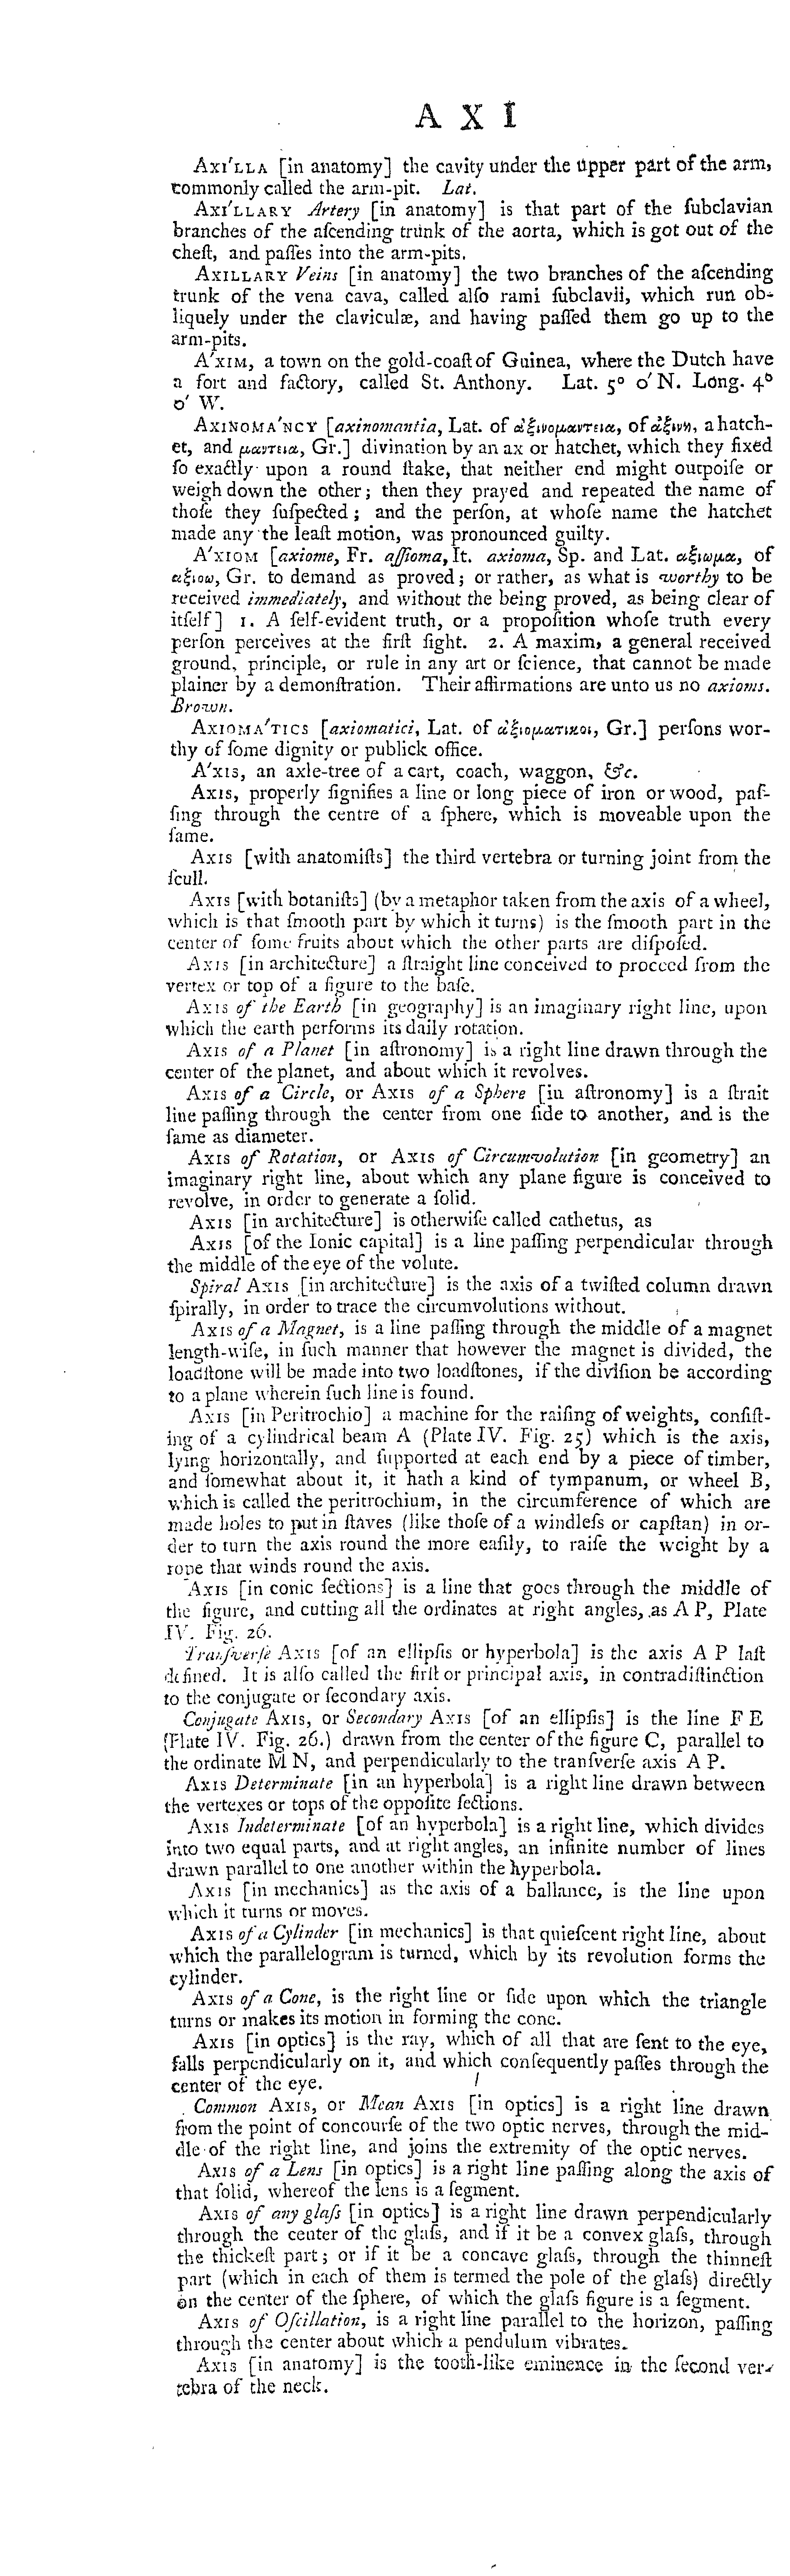 A X I
AXI'LLA [in anatomy] the cavity under the upper part of the arm,
commonly called the arm-pit. Lat.
AXI'LLARY Artery [in anatomy] is that part of the ſubclavian
branches of the aſcending trunk of the aorta, which is got out of the
cheſt, and paſſes into the arm-pits.
AXILLARY Veins [in anatomy] the two branches of the aſcending
trunk of the vena cava, called alſo rami ſubclavii, which run ob-
liquely under the claviculæ, and having paſſed them go up to the
arm-pits.
A'XIM, a town on the gold-coaſt of Guinea, where the Dutch have
a fort and factory, called St. Anthony. Lat. 5° 0' N. Long. 4°
0' W.
AXINOMA'NCY [axinomantia, Lat. of ἀξινομαντεια, of ἀξινη, a hatch-
et, and μαντεια, Gr.] divination by an ax or hatchet, which they fixed
ſo exactly upon a round ſtake, that neither end might outpoiſe or
weigh down the other; then they prayed and repeated the name of
thoſe they ſuſpected; and the perſon, at whoſe name the hatchet
made any the leaſt motion, was pronounced guilty.
A'XIOM [axiome, Fr. aſſioma, It. axioma, Sp. and Lat. αξιωμα, of
αξιοω, Gr. to demand as proved; or rather, as what is worthy to be
received immediately, and without the being proved, as being clear of
itſelf] 1. A ſelf-evident truth, or a propoſition whoſe truth every
perſon perceives at the firſt ſight. 2. A maxim, a general received
ground, principle, or rule in any art or ſcience, that cannot be made
plainer by a demonſtration. Their affirmations are unto us no axioms.
Brown.
AXIOMA'TICS [axiomatici, Lat. of ἀξιοματικοι, Gr.] perſons wor-
thy of ſome dignity or publick office.
A'XIS, an axle-tree of a cart, coach, waggon, &c.
AXIS, properly ſignifies a line or long piece of iron or wood, paſ-
ſing through the centre of a ſphere, which is moveable upon the
ſame.
AXIS [with anatomiſts] the third vertebra or turning joint from the
ſcull.
AXIS [with botaniſts] (by a metaphor taken from the axis of a wheel,
which is that ſmooth part by which it turns) is the ſmooth part in the
center of ſome fruits about which the other parts are diſpoſed.
AXIS [in architecture] a ſtraight line conceived to proceed from the
vertex or top of a figure to the baſe.
AXIS of the Earth [in geography] is an imaginary right line, upon
which the earth performs its daily rotation.
AXIS of a Planet [in aſtronomy] is a right line drawn through the
center of the planet, and about which it revolves.
AXIS of a Circle, or AXIS of a Sphere [in aſtronomy] is a ſtrait
line paſſing through the center from one ſide to another, and is the
ſame as diameter.
AXIS of Rotation, or AXIS of Circumvolution [in geometry] an
imaginary right line, about which any plane figure is conceived to
revolve, in order to generate a ſolid.
AXIS [in architecture] is otherwiſe called cathetus, as
AXIS [of the Ionic capital] is a line paſſing perpendicular through
the middle of the eye of the volute.
Spiral AXIS [in architecture] is the axis of a twiſted column drawn
ſpirally, in order to trace the circumvolutions without.
AXIS of a Magnet, is a line paſſing through the middle of a magnet
length-wiſe, in ſuch manner that however the magnet is divided, the
loadſtone will be made into two loadſtones, if the diviſion be according
to a plane wherein ſuch line is found.
AXIS [in Peritrochio] a machine for the raiſing of weights, conſiſt-
ing of a cylindrical beam A (Plate IV. Fig. 25) which is the axis,
lying horizontally, and ſupported at each end by a piece of timber,
and ſomewhat about it, it hath a kind of tympanum, or wheel B,
which is called the peritrochium, in the circumference of which are
made holes to put in ſtaves (like thoſe of a windleſs or capſtan) in or-
der to turn the axis round the more eaſily, to raiſe the weight by a
rope that winds round the axis.
AXIS [in conic ſections] is a line that goes through the middle of
the figure, and cutting all the ordinates at right angles, as A P, Plate
IV. Fig. 26.
Tranſverſe AXIS [of an ellipſis or hyperbola] is the axis A P laſt
defined. It is alſo called the firſt or principal axis, in contradiſtinction
to the conjugate or ſecondary axis.
Conjugate AXIS, or Secondary AXIS [of an ellipſis] is the line F E
(Plate IV. Fig. 26.) drawn from the center of the figure C, parallel to
the ordinate M N, and perpendicularly to the tranſverſe axis A P.
AXIS Determinate [in an hyperbola] is a right line drawn between
the vertexes or tops of the oppoſite ſections.
AXIS Indeterminate [of an hyperbola] is a right line, which divides
into two equal parts, and at right angles, an infinite number of lines
drawn parallel to one another within the hyperbola.
AXIS [in mechanics] as the axis of a ballance, is the line upon
which it turns or moves.
AXIS of a Cylinder [in mechanics] is that quieſcent right line, about
which the parallelogram is turned, which by its revolution forms the
cylinder.
AXIS of a Cone, is the right line or ſide upon which the triangle
turns or makes its motion in forming the cone.
AXIS [in optics] is the ray, which of all that are ſent to the eye,
falls perpendicularly on it, and which conſequently paſſes through the
center of the eye.
Common AXIS, or Mean AXIS [in optics] is a right line drawn
from the point of concourſe of the two optic nerves, through the mid-
dle of the right line, and joins the extremity of the optic nerves.
AXIS of a Lens [in optics] is a right line paſſing along the axis of
that ſolid, whereof the lens is a ſegment.
AXIS of any glaſs [in optics] is a right line drawn perpendicularly
through the center of the glaſs, and if it be a convex glaſs, through
the thickeſt part; or if it be a concave glaſs, through the thinneſt
part (which in each of them is termed the pole of the glaſs) directly
on the center of the ſphere, of which the glaſs figure is a ſegment.
AXIS of Oſcillation, is a right line parallel to the horizon, paſſing
through the center about which a pendulum vibrates.
AXIS [in anatomy] is the tooth-like eminence in the ſecond ver-
tebra of the neck.